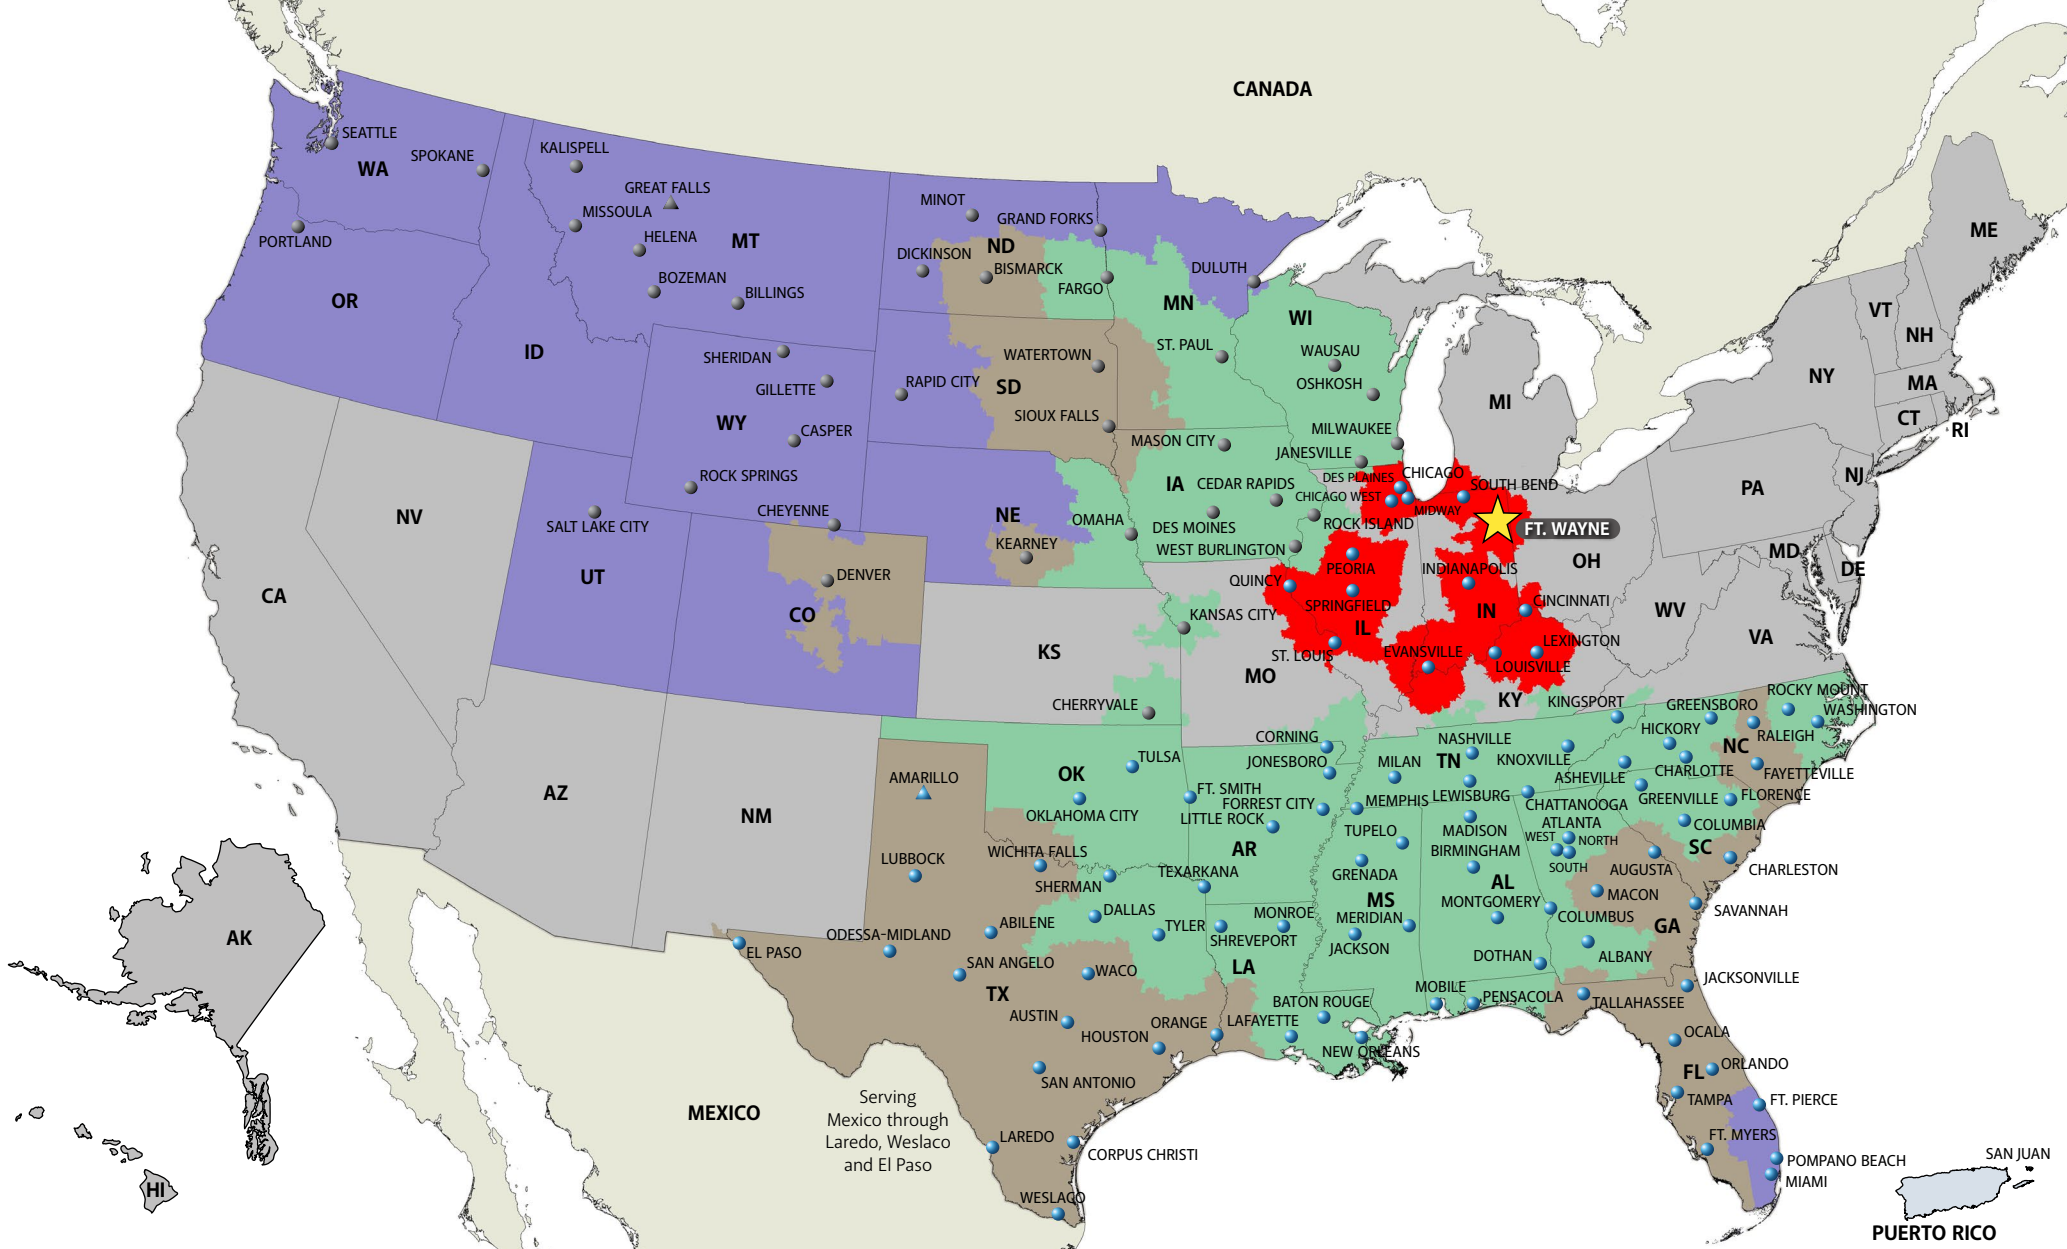 CANADA
SEATTLE
SPOKANE
WA
KALISPELL
GREAT FALLS
MISSOULA
HELENA
MT
BOZEMAN
BILLINGS
PORTLAND
OR
ID
MINOT
GRAND FORKS
ND
DICKINSON
BISMARCK
FARGO
DULUTH
MN
WI
ST. PAUL
WAUSAU
OSHKOSH
SHERIDAN
GILLETTE
WY
CASPER
ROCK SPRINGS
CHEYENNE
RAPID CITY
SD
WATERTOWN
SIOUX FALLS
MASON CITY
MILWAUKEE
JANESVILLE
IA
CEDAR RAPIDS
DES MOINES
WEST BURLINGTON
DES PLAINES
CHICAGO
CHICAGO WEST
MIDWAY
SOUTH BEND
ROCK ISLAND
FT. WAYNE
MI
ME
VT
NH
NY
MA
CT
RI
PA
NJ
MD
DE
OH
WV
VA
NE
OMAHA
KEARNEY
SALT LAKE CITY
UT
DENVER
CO
NV
CA
KS
KANSAS CITY
CHERRYVALE
QUINCY
PEORIA
SPRINGFIELD
IL
ST. LOUIS
MO
INDIANAPOLIS
IN
CINCINNATI
LEXINGTON
LOUISVILLE
EVANSVILLE
KY
KINGSPORT
GREENSBORO
ROCKY MOUNT
WASHINGTON
HICKORY
RALEIGH
NC
CHARLOTTE
FAYETTEVILLE
ASHEVILLE
GREENVILLE
FLORENCE
COLUMBIA
SC
CHARLESTON
AZ
NM
AMARILLO
OK
TULSA
OKLAHOMA CITY
CORNING
JONESBORO
FT. SMITH
FORREST CITY
LITTLE ROCK
AR
NASHVILLE
TN
KNOXVILLE
MILAN
MEMPHIS
LEWISBURG
CHATTANOOGA
TUPELO
MADISON
BIRMINGHAM
ATLANTA
WEST
NORTH
SOUTH
AUGUSTA
MACON
SAVANNAH
GA
GRENADA
MS
AL
MONTGOMERY
COLUMBUS
MERIDIAN
JACKSON
DOTHAN
ALBANY
LUBBOCK
WICHITA FALLS
SHERMAN
TEXARKANA
DALLAS
TYLER
ABILENE
ODESSA-MIDLAND
EL PASO
SAN ANGELO
WACO
TX
MONROE
SHREVEPORT
LA
AUSTIN
HOUSTON
ORANGE
LAFAYETTE
BATON ROUGE
NEW ORLEANS
MOBILE
PENSACOLA
TALLAHASSEE
JACKSONVILLE
OCALA
ORLANDO
FL
TAMPA
FT. PIERCE
FT. MYERS
POMPANO BEACH
MIAMI
SAN ANTONIO
LAREDO
CORPUS CHRISTI
WESLACO
MEXICO
Serving
Mexico through
Laredo, Weslaco
and El Paso
AK
HI
SAN JUAN
PUERTO RICO